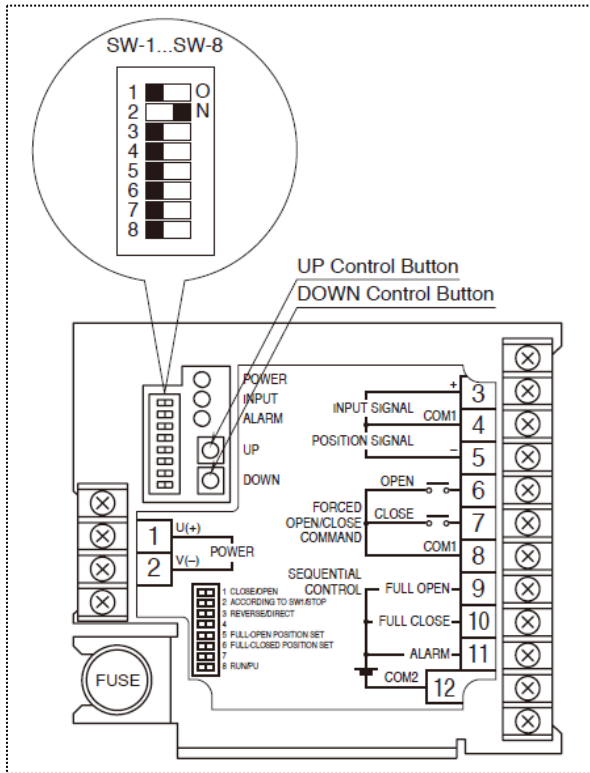 SW-1...SW-8
1 O
2 N
3
4
5
6
7
8
UP Control Button
DOWN Control Button
POWER
INPUT
ALARM
UP
DOWN
+ 3
INPUT SIGNAL
COM1 4
POSITION SIGNAL
– 5
OPEN 6
FORCED
OPEN/CLOSE
COMMAND
CLOSE 7
COM1 8
1 U(+)
POWER
2 V(–)
SEQUENTIAL
CONTROL
FULL OPEN 9
FULL CLOSE 10
ALARM 11
COM2 12
1 CLOSE/OPEN
2 ACCORDING TO SW1/STOP
3 REVERSE/DIRECT
4
5 FULL-OPEN POSITION SET
6 FULL-CLOSED POSITION SET
7
8 RUN/PU
FUSE